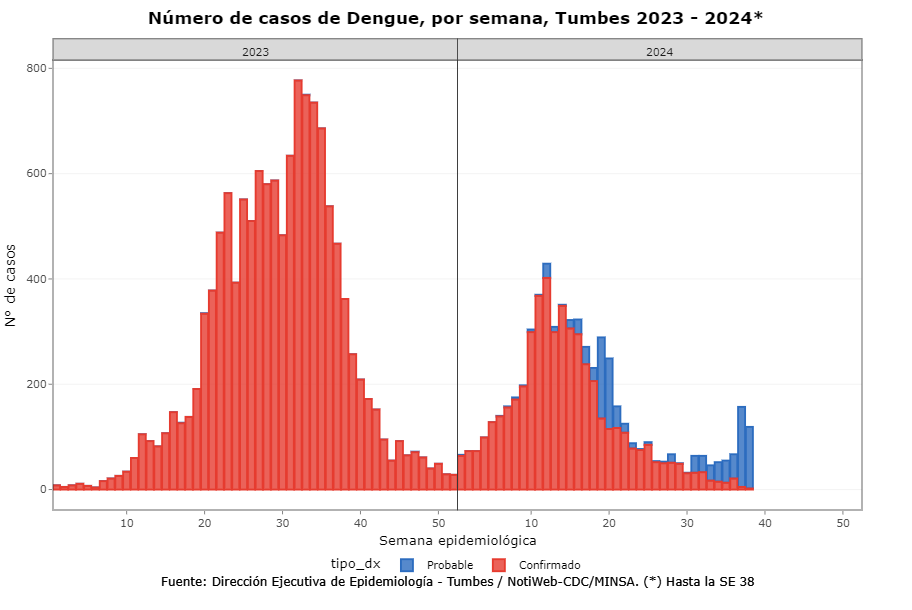 Número de casos de Dengue, por semana, Tumbes 2023 - 2024*
2023 2024
800
600
400
200
0
Nº de casos
10 20 30 40 50 10 20 30 40 50
Semana epidemiológica
tipo_dx Probable Confirmado
Fuente: Dirección Ejecutiva de Epidemiología - Tumbes / NotiWeb-CDC/MINSA. (*) Hasta la SE 38